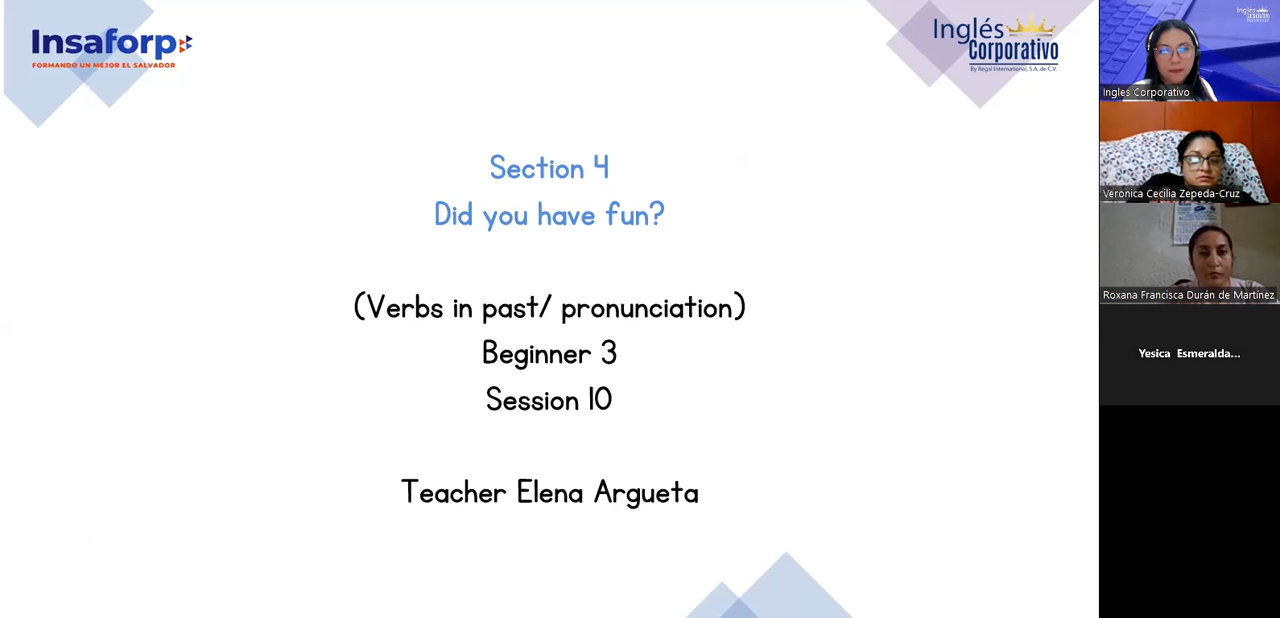 Insaforp
FORMANDO UN MEJOR EL SALVADOR
Inglés
Corporativo
By Regal International, S.A. de C.V.
Section 4
Did you have fun?
(Verbs in past/ pronunciation)
Beginner 3
Session 10
Teacher Elena Argueta
Ingles Corporativo
Veronica Cecilia Zepeda-Cruz
Roxana Francisca Durán de Martínez
Yesica Esmeralda...